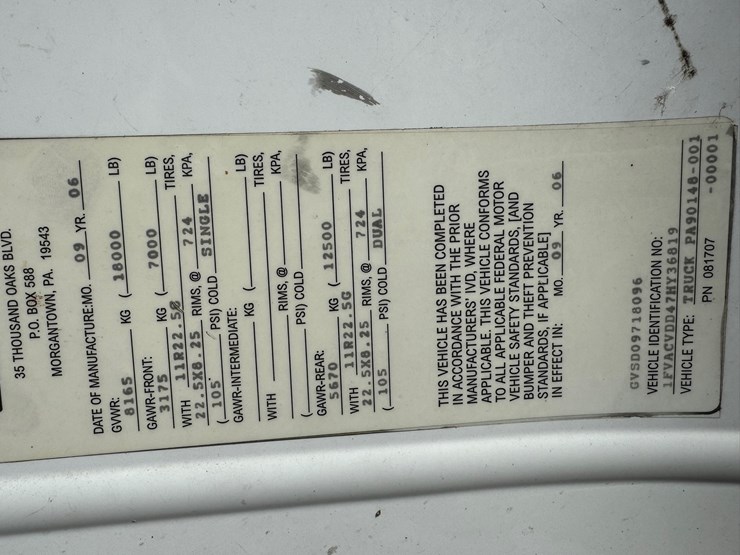 35 THOUSAND OAKS BLVD.
P.O. BOX 588
MORGANTOWN, PA. 19543
DATE OF MANUFACTURE:MO. 09 YR. 06
GVWR:
8165 KG ( 18000 LB)
GAWR-FRONT:
3175 KG ( 7000 LB)
WITH 11R22.5G TIRES,
22.5X8.25 RIMS, @ 724 KPA,
( 105 PSI) COLD SINGLE
GAWR-INTERMEDIATE:
KG ( LB)
WITH TIRES,
RIMS, @ KPA,
( PSI) COLD
GAWR-REAR:
5670 KG ( 12500 LB)
WITH 11R22.5G TIRES,
22.5X8.25 RIMS, @ 724 KPA,
( 105 PSI) COLD DUAL
THIS VEHICLE HAS BEEN COMPLETED
IN ACCORDANCE WITH THE PRIOR
MANUFACTURERS' IVD, WHERE
APPLICABLE. THIS VEHICLE CONFORMS
TO ALL APPLICABLE FEDERAL MOTOR
VEHICLE SAFETY STANDARDS, [AND
BUMPER AND THEFT PREVENTION
STANDARDS, IF APPLICABLE]
IN EFFECT IN: MO. 09 YR. 06
GVSD09718096
VEHICLE IDENTIFICATION NO:
1FVACVDD47HY36819
VEHICLE TYPE: TRUCK PA90148-001
-00001
PN 081707